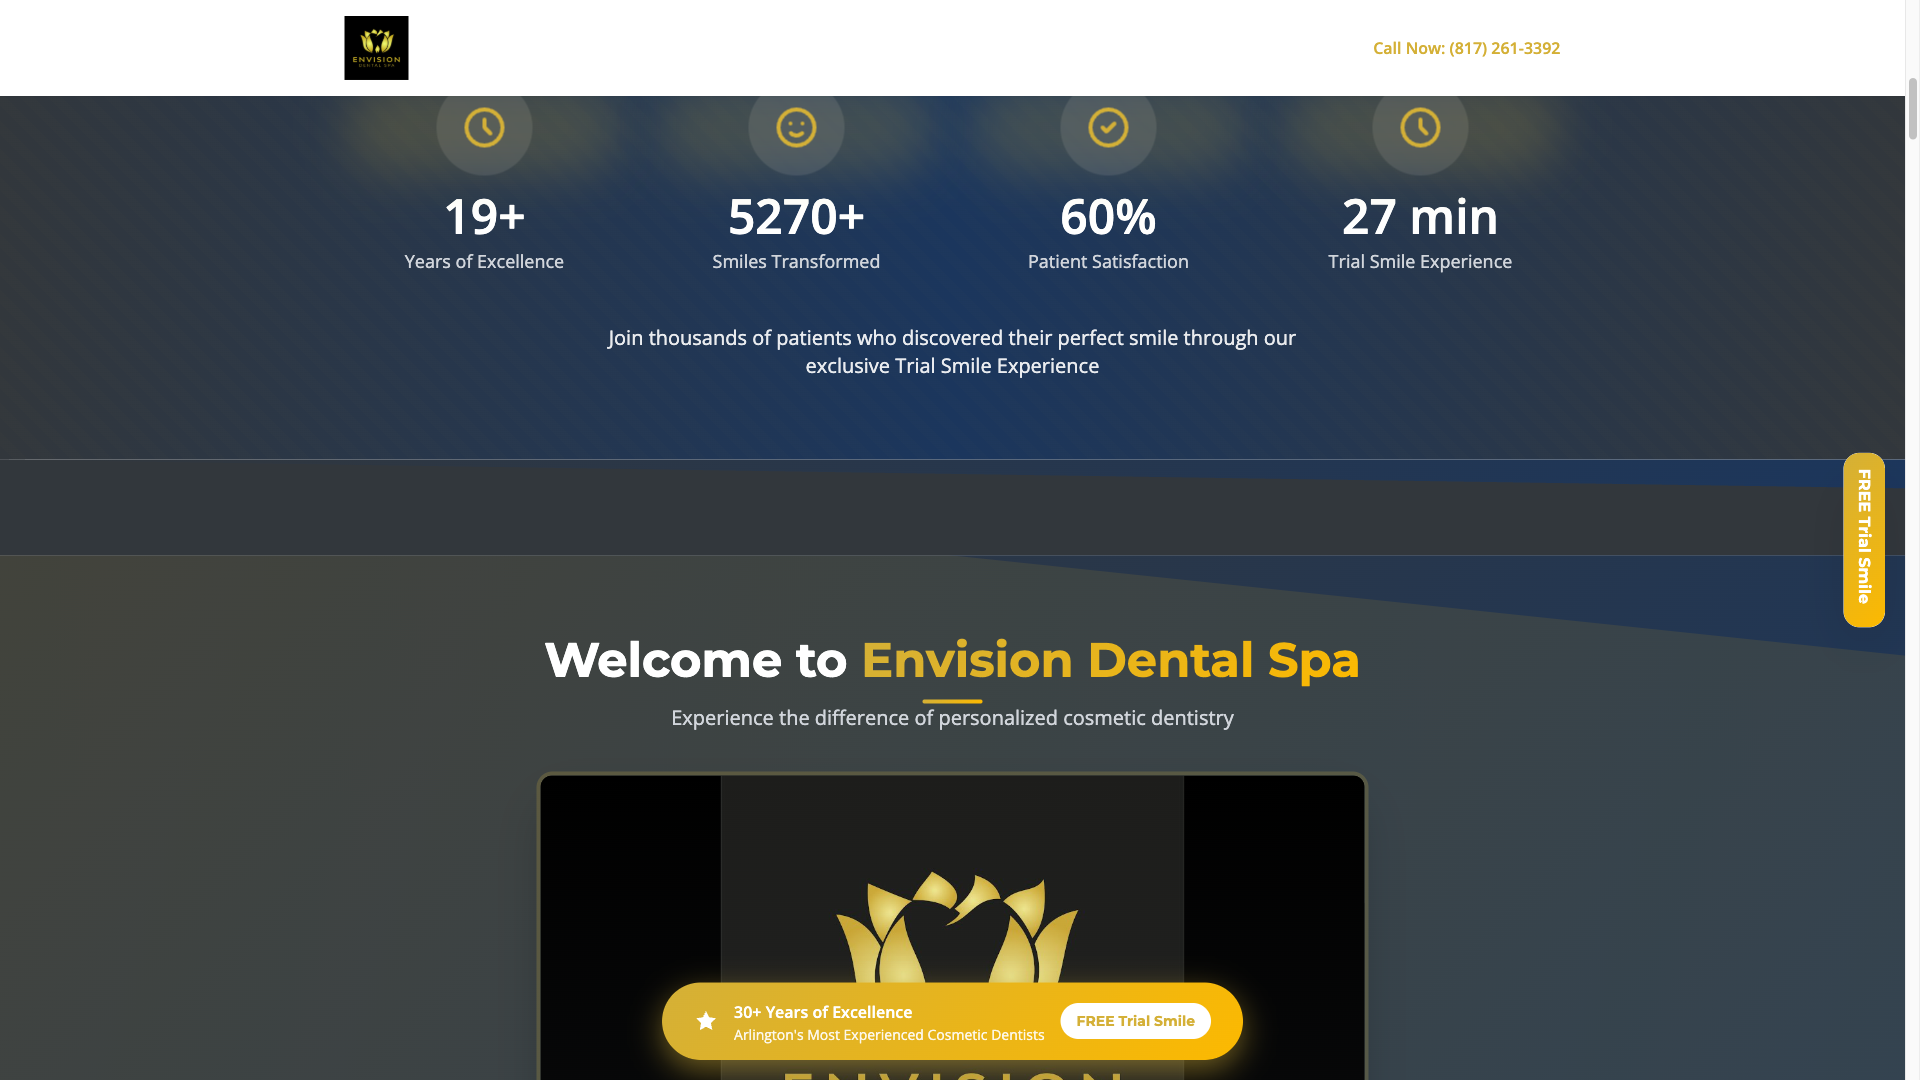 ENVISION
DENTAL SPA
Call Now: (817) 261-3392
19+
Years of Excellence
5270+
Smiles Transformed
60%
Patient Satisfaction
27 min
Trial Smile Experience
Join thousands of patients who discovered their perfect smile through our
exclusive Trial Smile Experience
FREE Trial Smile
Welcome to Envision Dental Spa
Experience the difference of personalized cosmetic dentistry
30+ Years of Excellence
Arlington's Most Experienced Cosmetic Dentists
FREE Trial Smile
ENVISION